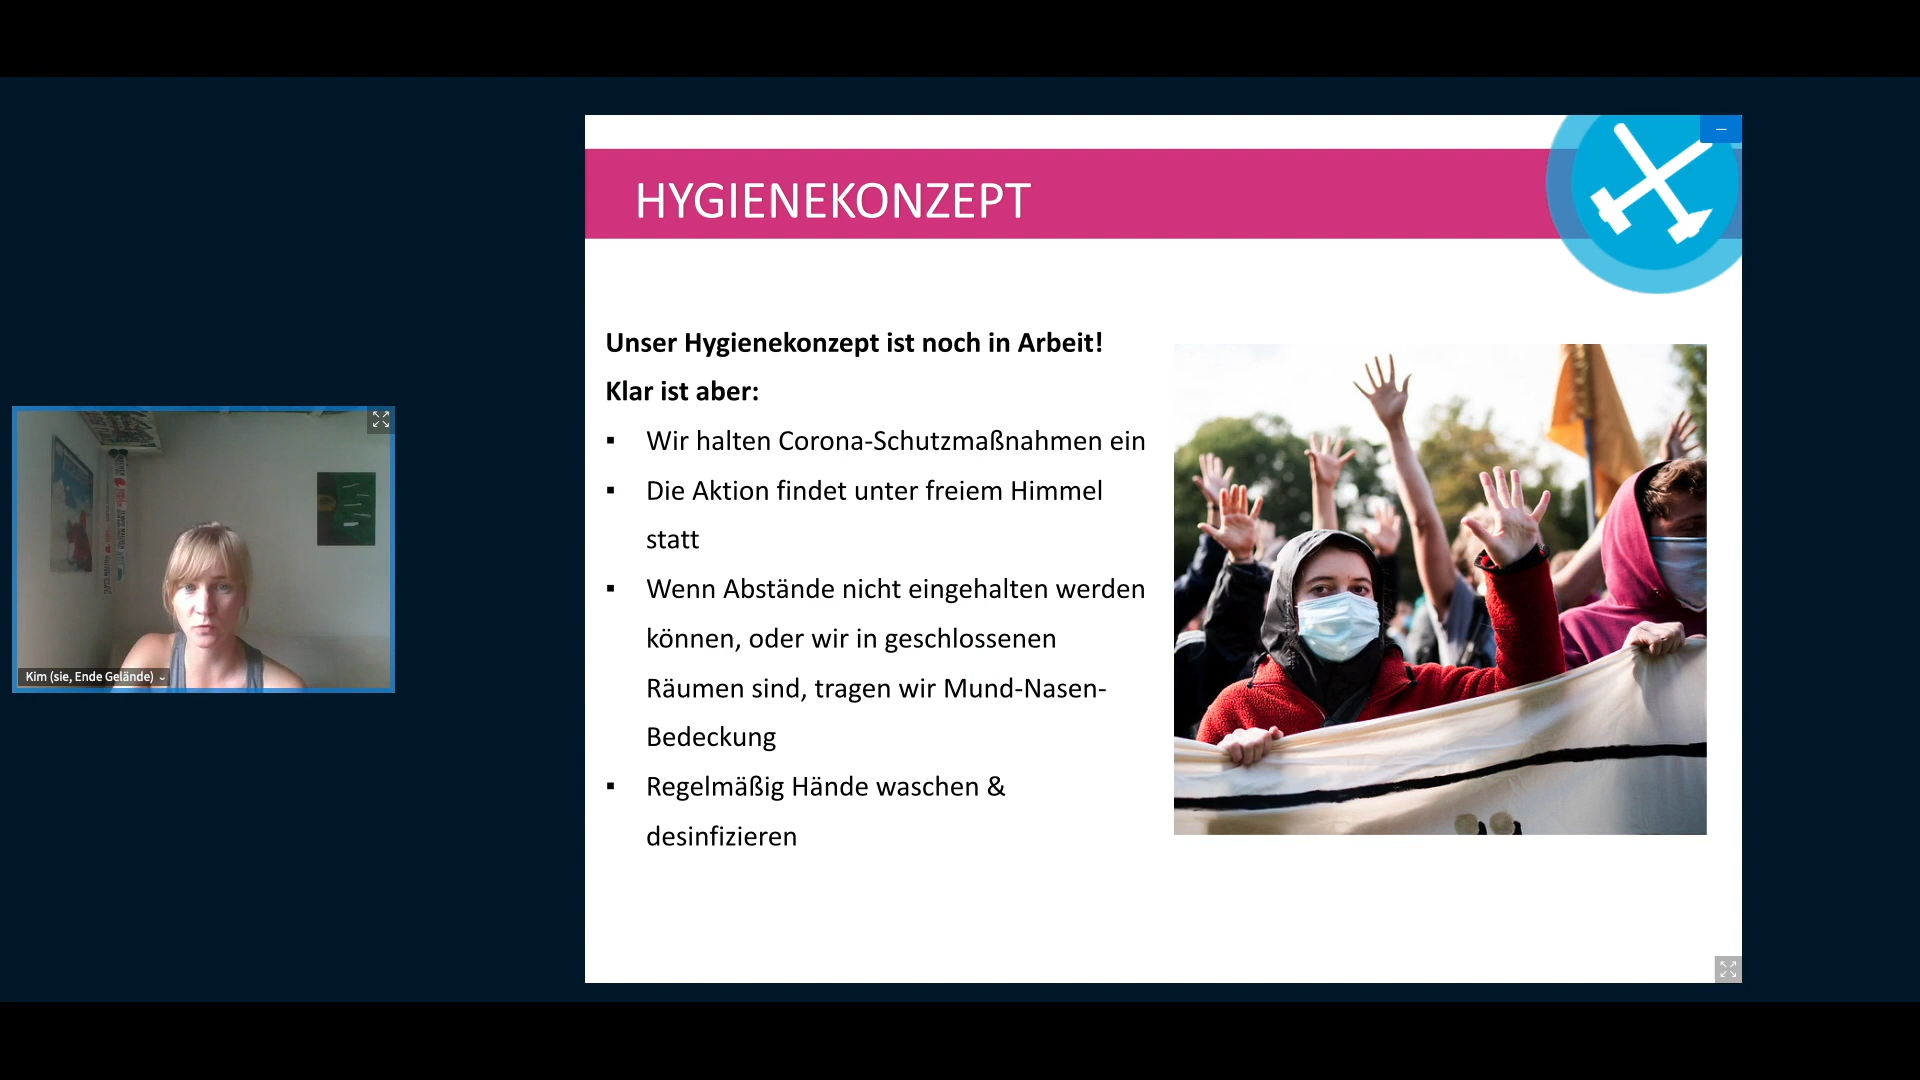 HYGIENEKONZEPT
Unser Hygienekonzept ist noch in Arbeit!
Klar ist aber:
▪ Wir halten Corona-Schutzmaßnahmen ein
▪ Die Aktion findet unter freiem Himmel
statt
▪ Wenn Abstände nicht eingehalten werden
können, oder wir in geschlossenen
Räumen sind, tragen wir Mund-Nasen-
Bedeckung
▪ Regelmäßig Hände waschen &
desinfizieren
Kim (sie, Ende Gelände)